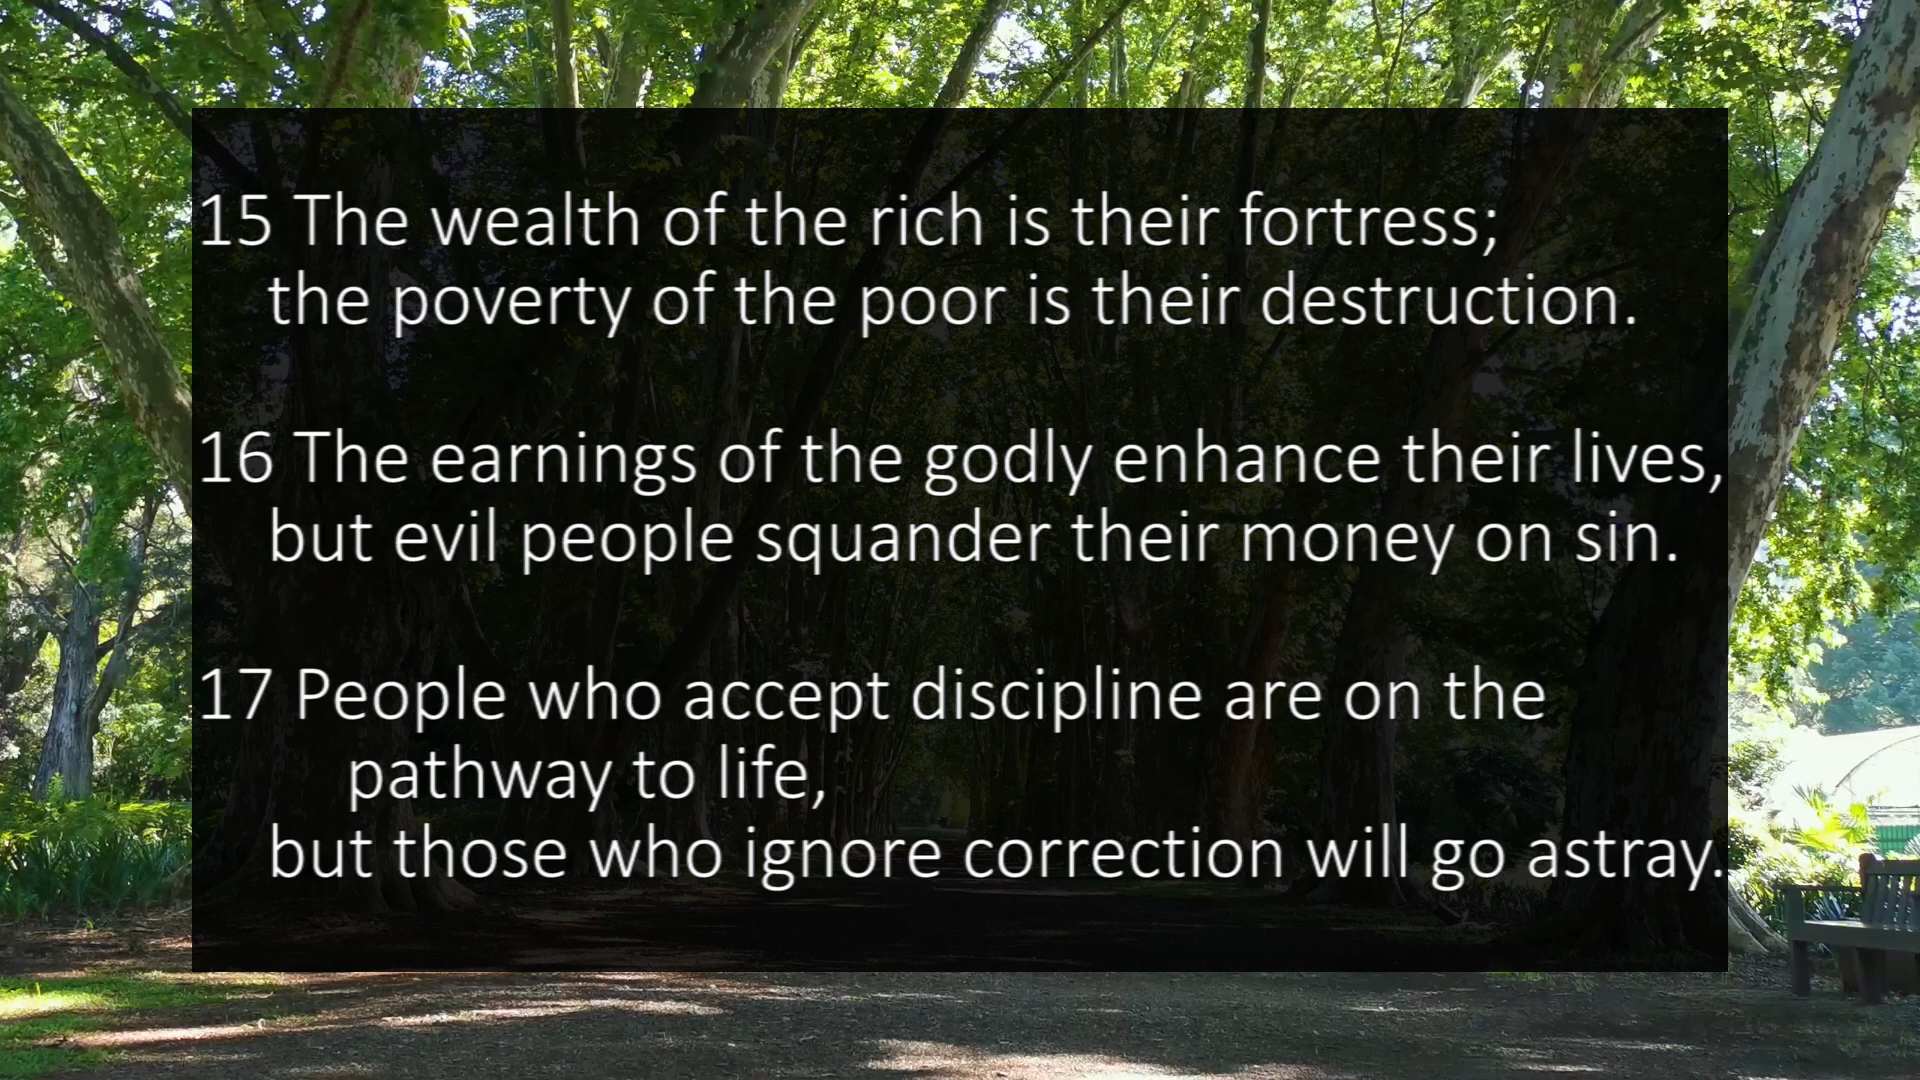 15 The wealth of the rich is their fortress;
the poverty of the poor is their destruction.
16 The earnings of the godly enhance their lives,
but evil people squander their money on sin.
17 People who accept discipline are on the
pathway to life,
but those who ignore correction will go astray.